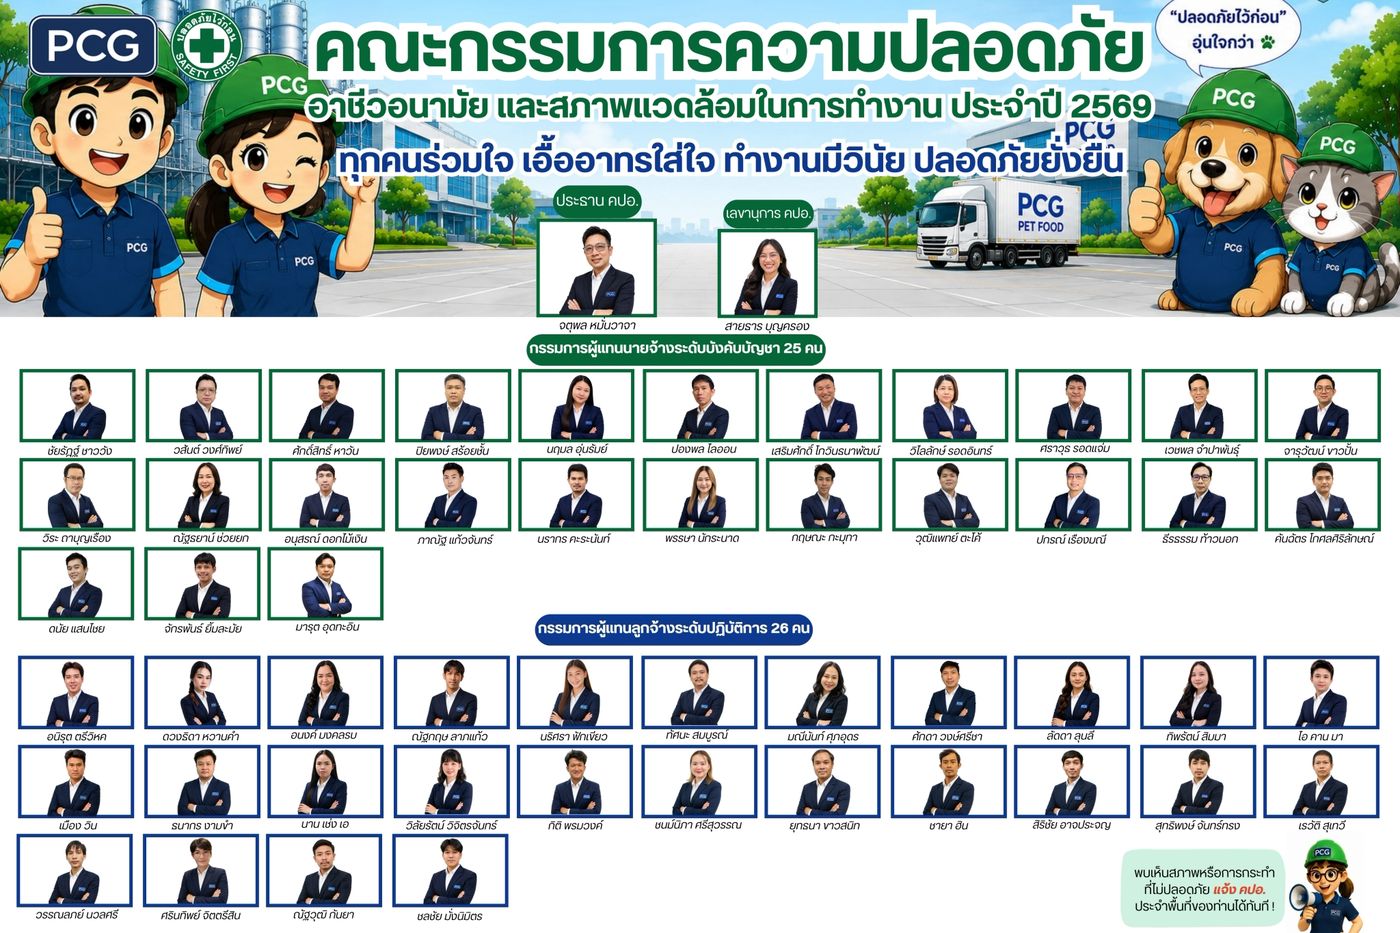 PCG
ปลอดภัยไว้ก่อน
SAFETY FIRST
คณะกรรมการความปลอดภัย
อาชีวอนามัย และสภาพแวดล้อมในการทำงาน ประจำปี 2569
ทุกคนร่วมใจ เอื้ออาทรใส่ใจ ทำงานมีวินัย ปลอดภัยยั่งยืน
“ปลอดภัยไว้ก่อน”
อุ่นใจกว่า
PCG
PCG
PCG
PCG
PCG
PCG
PET FOOD
PCG
PCG
PCG
PCG
ประธาน คปอ.
เลขานุการ คปอ.
จตุพล หมั่นวาจา
สายธาร บุญครอง
กรรมการผู้แทนนายจ้างระดับบังคับบัญชา 25 คน
ชัยรัฏฐ์ ชาววัง
วสันต์ วงศ์ทิพย์
ศักดิ์สิทธิ์ หาวัน
ปิยพงษ์ สร้อยชั้น
นฤมล อุ่นรัมย์
ปองพล โลออน
เสริมศักดิ์ โกวันธนาพัฒน์
วิไลลักษ์ รอดอินทร์
ศราวุธ รอดแจ่ม
เวชพล จำปาพันธุ์
จารุวัฒน์ ขาวปั้น
วิระ ถาบุญเรือง
ณัฐรยาน์ ช่วยยก
อนุสรณ์ ดอกไม้เงิน
ภาณัฐ แก้วจันทร์
นรากร คะระนันท์
พรรษา นักระนาด
กฤษณะ กะมุทา
วุฒิแพทย์ ตะโค้
ปกรณ์ เรืองมณี
ธีรธรรม ท้าวนอก
คันฉัตร โกศลศิริลักษณ์
ดนัย แสนไชย
จักรพันธ์ ยิ้มละมัย
มารุต อุดทะอิน
กรรมการผู้แทนลูกจ้างระดับปฏิบัติการ 26 คน
อนิรุต ตรีวิหค
ดวงธิดา หวานคำ
อนงค์ มงคลรบ
ณัฐกฤษ ลาภแก้ว
นริศรา ฟักเขียว
ทัศนะ สมบูรณ์
มณีนันท์ ศุภอุดร
ศักดา วงษ์ศรีชา
ลัดดา ลุนลี
ทิพรัตน์ สิมมา
โอ คาน มา
เมือง วิน
ธนากร งามขำ
นาน เซ่ง เอ
วิลัยรัตน์ วิจิตรจันทร์
กิติ พรมวงค์
ชนม์นิภา ศรีสุวรรณ
ยุทธนา ขาวสนิท
ชายา ฮิน
สิริชัย อาจประจญ
สุทธิพงษ์ จันทร์ทรง
เรวัติ สุเทวี
วรรณลภย์ นวลศรี
ศรินทิพย์ จิตตรีสิน
ณัฐวุฒิ กันยา
ชลชัย มั่งนิมิตร
พบเห็นสภาพหรือการกระทำ
ที่ไม่ปลอดภัย แจ้ง คปอ.
ประจำพื้นที่ของท่านได้ทันที !
PCG
PCG